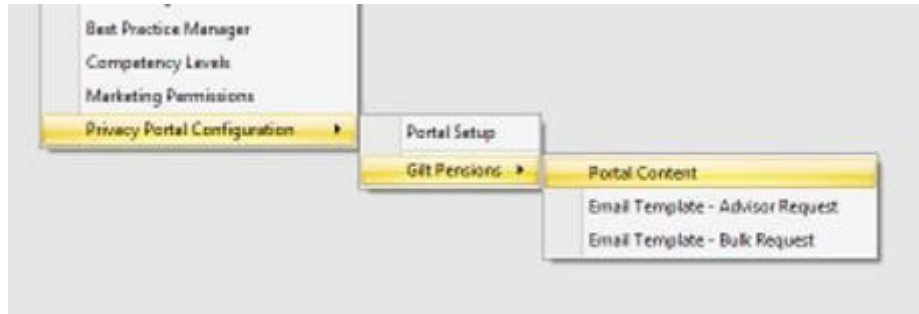 Best Practice Manager
Competency Levels
Marketing Permissions
Privacy Portal Configuration
Portal Setup
Gilt Pensions
Portal Content
Email Template - Advisor Request
Email Template - Bulk Request